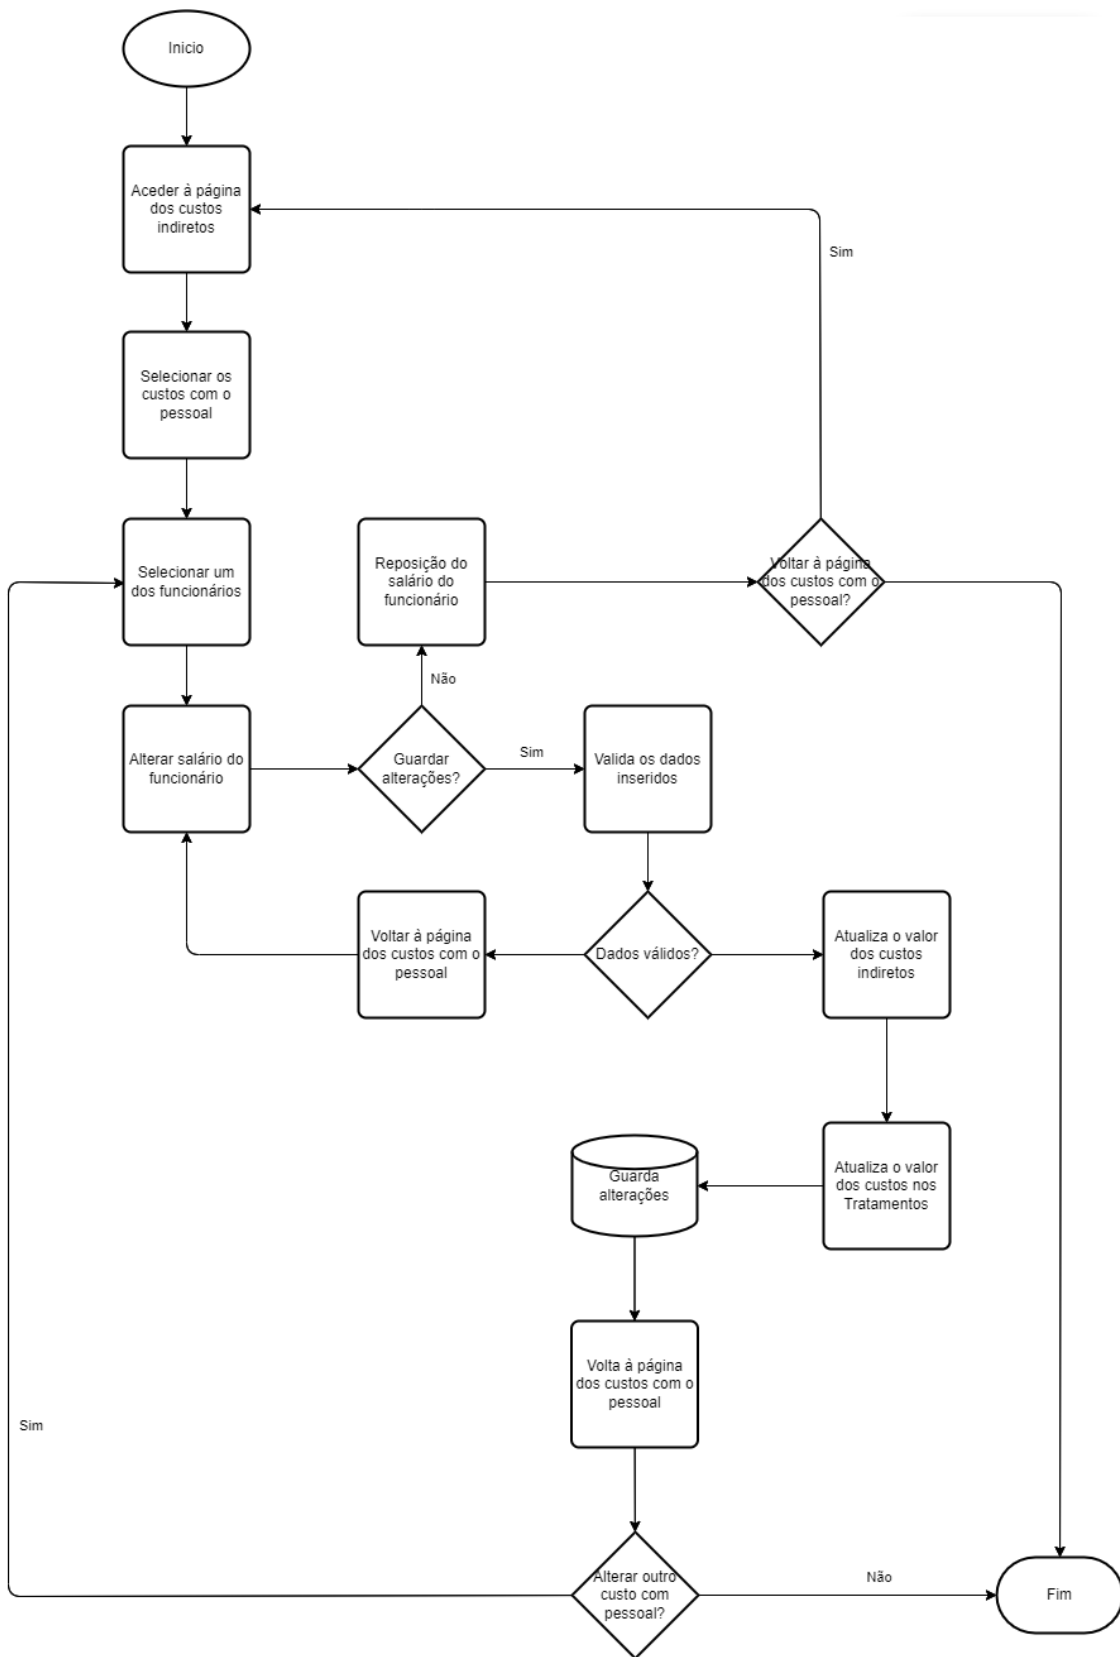 Inicio
Aceder à página
dos custos
indiretos
Sim
Selecionar os
custos com o
pessoal
Selecionar um
dos funcionários
Reposição do
salário do
funcionário
Voltar à página
dos custos com o
pessoal?
Não
Alterar salário do
funcionário
Guardar
alterações?
Sim
Valida os dados
inseridos
Voltar à página
dos custos com o
pessoal
Dados válidos?
Atualiza o valor
dos custos
indiretos
Guarda
alterações
Atualiza o valor
dos custos nos
Tratamentos
Volta à página
dos custos com o
pessoal
Sim
Alterar outro
custo com
pessoal?
Não
Fim